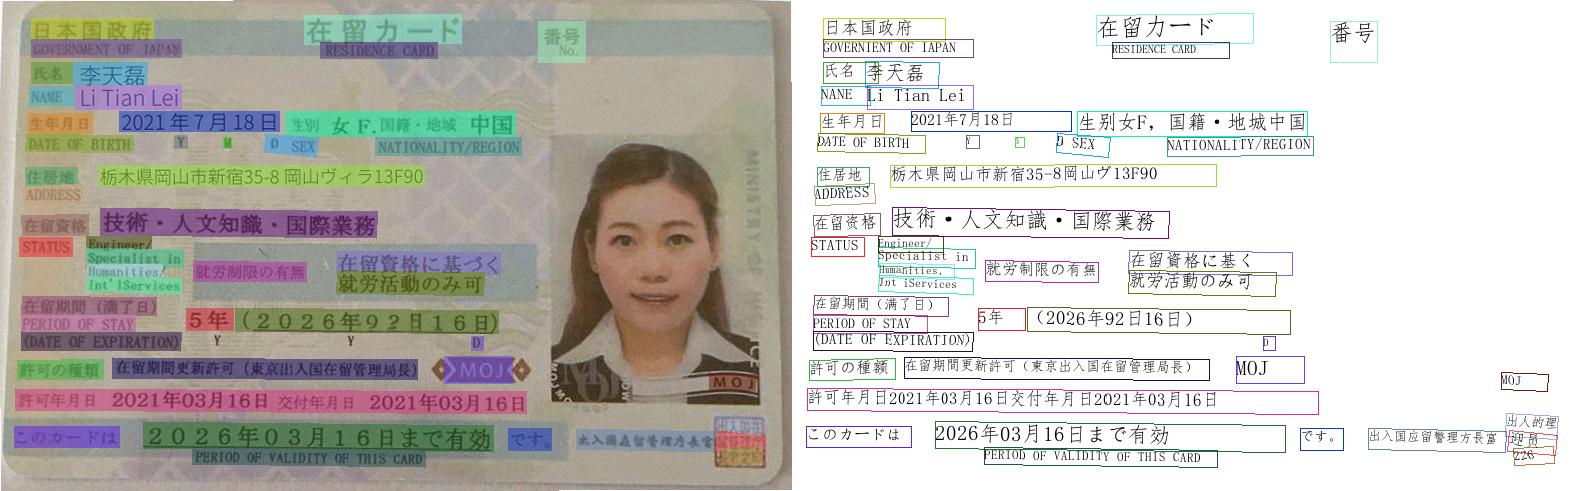 日本国政府 在留カード 番号
GOVERNIENT OF IAPAN RESIDENCE CARD No.
氏名 李天磊
NAME Li Tian Lei
生年月日 2021年7月18日 性别 女F.国籍・地域 中国
DATE OF BIRTH Y M D SEX NATIONALITY/REGION
住居地 栃木県岡山市新宿35-8 岡山ヴィラ13F90
ADDRESS
在留資格 技術・人文知識・国際業務
STATUS Engineer/
Specialist in
Humanities/
Int'lServices
就労制限の有無 在留資格に基づく
就労活動のみ可
在留期間(満了日)
PERIOD OF STAY 5年(2026年9２日16日)
(DATE OF EXPIRATION) Y Y D
許可の種類 在留期間更新許可(東京出入国在留管理局長) MOJ
MOJ
許可年月日 2021年03月16日 交付年月日 2021年03月16日
このカードは 2026年03月16日まで有効 です。
出入国在留管理庁長官
PERIOD OF VALIDITY OF THIS CARD
MINISTRY O
日本国政府 在留カード 番号
GOVERNIENT OF IAPAN RESIDENCE CARD
氏名 李天磊
NANE Li Tian Lei
生年月日 2021年7月18日 生别女F，国籍・地城中国
DATE OF BIRTH Y S D SEX NATIONALITY/REGION
住居地 栃木県岡山市新宿35-8岡山ヴ13F90
ADDRESS
在留资格 技術・人文知識・国際業務
STATUS Engineer/
Specialist in
Humanities.
Jnt iServices
就労制限の有無 在留資格に基く
就労活動のみ可
在留期間(満了日)
PERIOD OF STAY 5年 （2026年92日16日）
(DATE OF EXPIRATION) D
許可の種額 在留期間更新許可(東京出入国在留管理局長) MOJ
MOJ
許可年月日2021年03月16日交付年月日2021年03月16日
このカードは 2026年03月16日まで有効 です。
出入国应留管理方長富
出人的理
理员
226
PERIOD OF VALIDITY OF THIS CARD